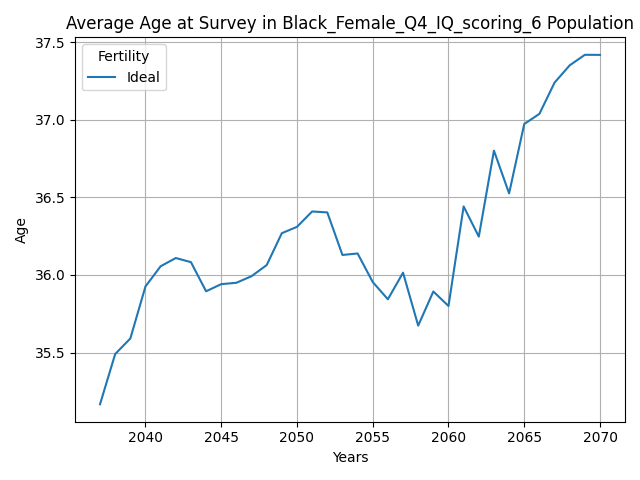 Average Age at Survey in Black_Female_Q4_IQ_scoring_6 Population
Fertility
Ideal
37.5
37.0
36.5
36.0
35.5
Age
2040 2045 2050 2055 2060 2065 2070
Years